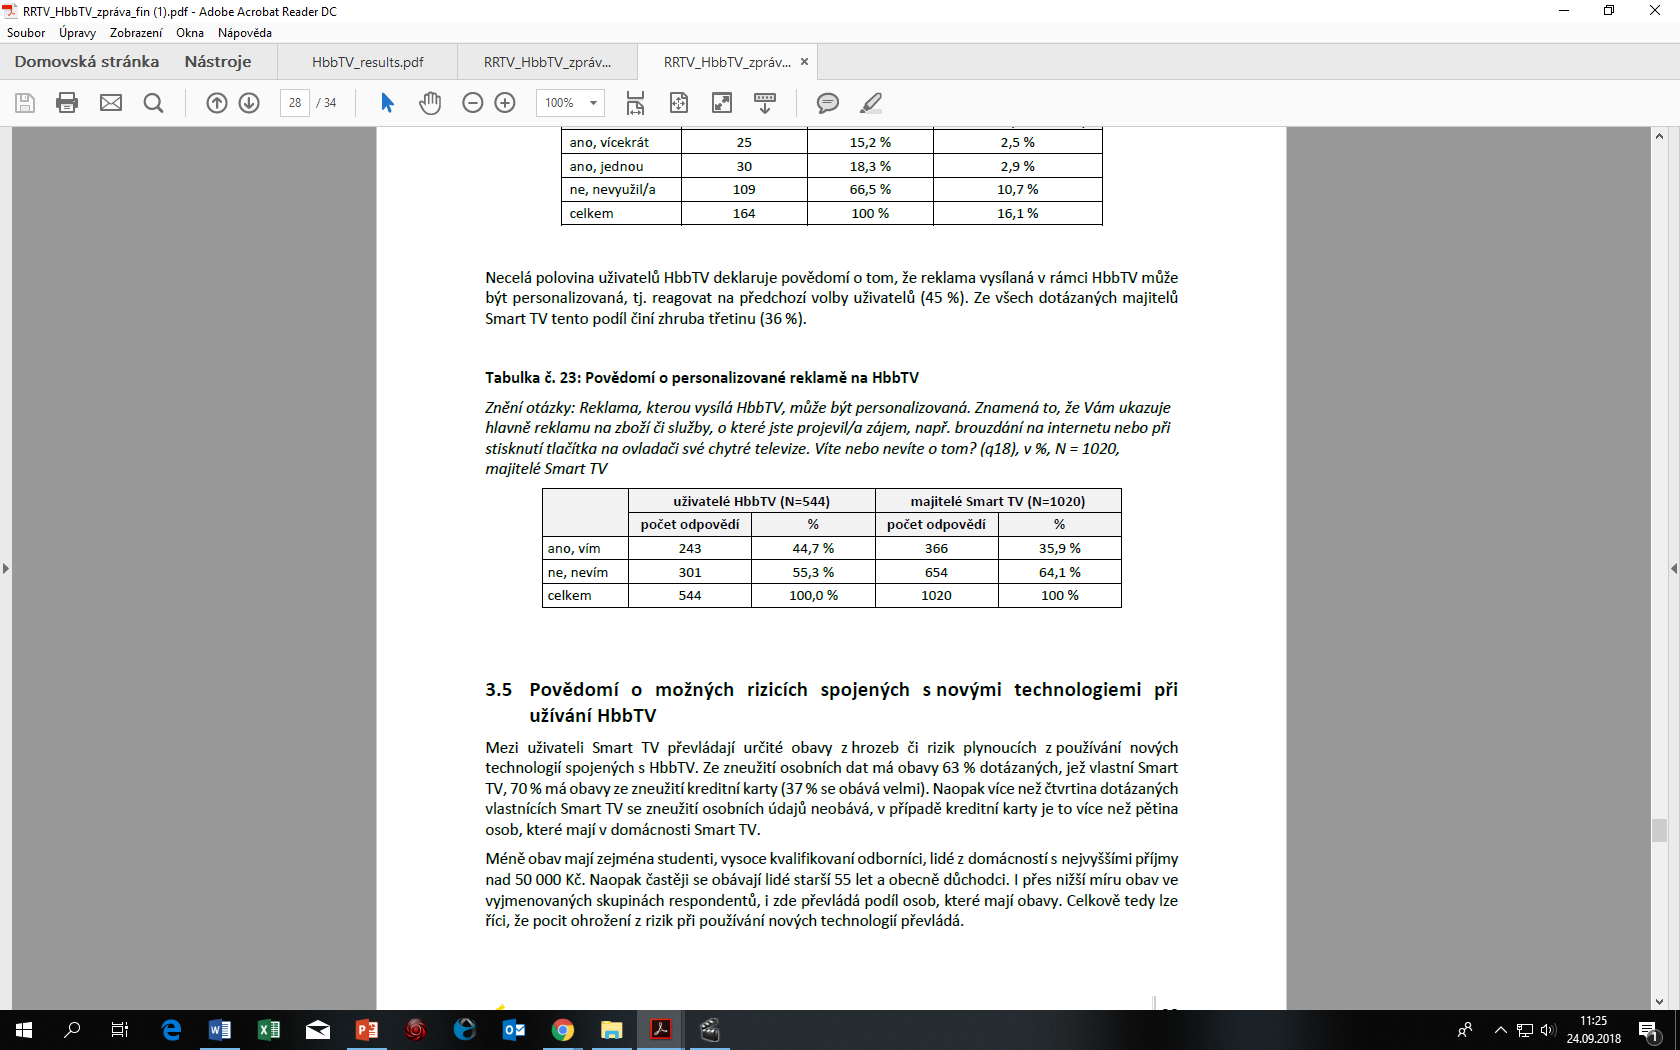 RRTV_HbbTV_zpráva_fin (1).pdf - Adobe Acrobat Reader DC
Soubor Úpravy Zobrazení Okna Nápověda
Domovská stránka Nástroje HbbTV_results.pdf RRTV_HbbTV_zpráv... RRTV_HbbTV_zpráv... ×
28 / 34 100%
ano, vícekrát 25 15,2 % 2,5 %
ano, jednou 30 18,3 % 2,9 %
ne, nevyužil/a 109 66,5 % 10,7 %
celkem 164 100 % 16,1 %
Necelá polovina uživatelů HbbTV deklaruje povědomí o tom, že reklama vysílaná v rámci HbbTV může
být personalizovaná, tj. reagovat na předchozí volby uživatelů (45 %). Ze všech dotázaných majitelů
Smart TV tento podíl činí zhruba třetinu (36 %).
Tabulka č. 23: Povědomí o personalizované reklamě na HbbTV
Znění otázky: Reklama, kterou vysílá HbbTV, může být personalizovaná. Znamená to, že Vám ukazuje
hlavně reklamu na zboží či služby, o které jste projevil/a zájem, např. brouzdání na internetu nebo při
stisknutí tlačítka na ovladači své chytré televize. Víte nebo nevíte o tom? (q18), v %, N = 1020,
majitelé Smart TV
uživatelé HbbTV (N=544) majitelé Smart TV (N=1020)
počet odpovědí % počet odpovědí %
ano, vím 243 44,7 % 366 35,9 %
ne, nevím 301 55,3 % 654 64,1 %
celkem 544 100,0 % 1020 100 %
3.5 Povědomí o možných rizicích spojených s novými technologiemi při
užívání HbbTV
Mezi uživateli Smart TV převládají určité obavy z hrozeb či rizik plynoucích z používání nových
technologií spojených s HbbTV. Ze zneužití osobních dat má obavy 63 % dotázaných, jež vlastní Smart
TV, 70 % má obavy ze zneužití kreditní karty (37 % se obává velmi). Naopak více než čtvrtina dotázaných
vlastnících Smart TV se zneužití osobních údajů neobává, v případě kreditní karty je to více než pětina
osob, které mají v domácnosti Smart TV.
Méně obav mají zejména studenti, vysoce kvalifikovaní odborníci, lidé z domácností s nejvyššími příjmy
nad 50 000 Kč. Naopak častěji se obávají lidé starší 55 let a obecně důchodci. I přes nižší míru obav ve
vyjmenovaných skupinách respondentů, i zde převládá podíl osob, které mají obavy. Celkově tedy lze
říci, že pocit ohrožení z rizik při používání nových technologií převládá.
11:25
24.09.2018
1